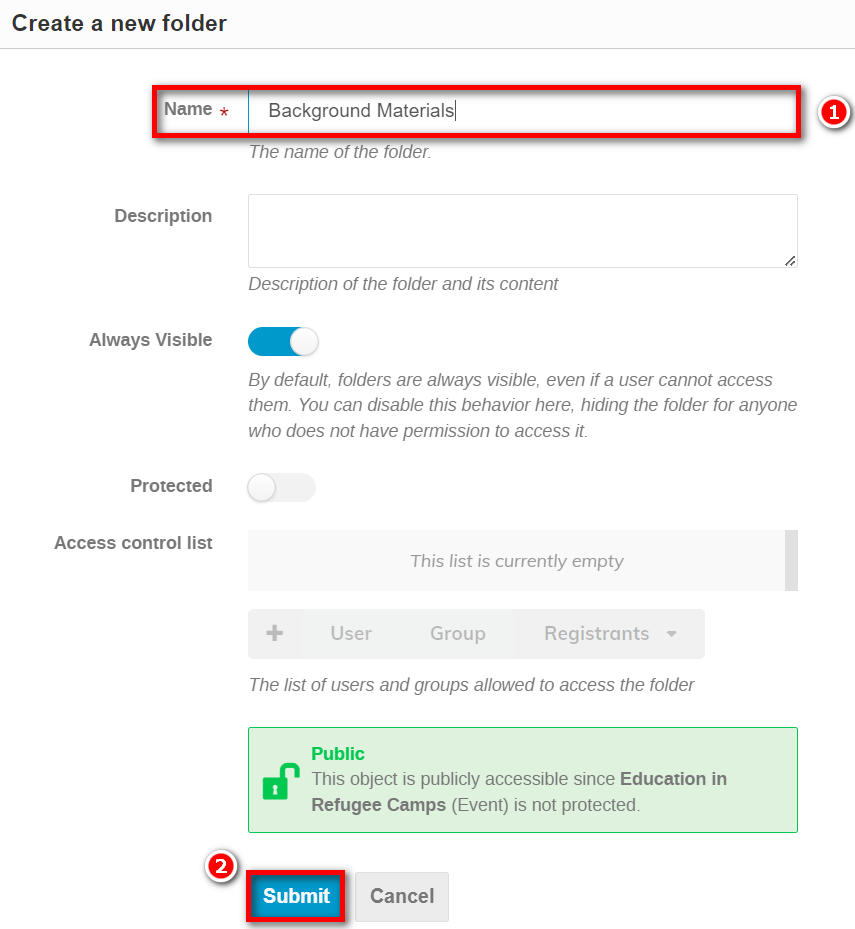 Create a new folder
Name *
Background Materials
1
The name of the folder.
Description
Description of the folder and its content
Always Visible
By default, folders are always visible, even if a user cannot access
them. You can disable this behavior here, hiding the folder for anyone
who does not have permission to access it.
Protected
Access control list
This list is currently empty
+ User Group Registrants
The list of users and groups allowed to access the folder
Public
This object is publicly accessible since Education in
Refugee Camps (Event) is not protected.
2
Submit Cancel